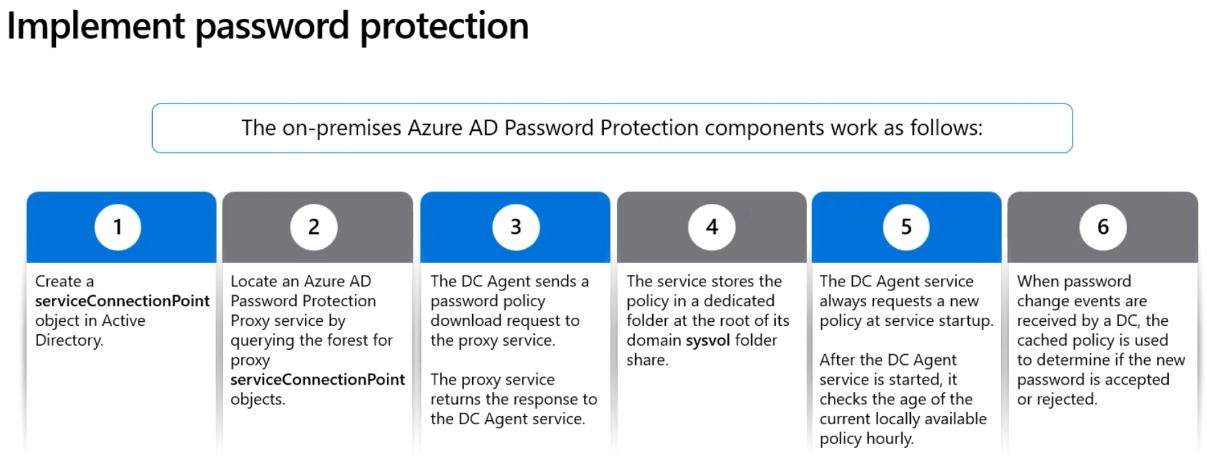 Implement password protection
The on-premises Azure AD Password Protection components work as follows:
1
Create a
serviceConnectionPoint
object in Active
Directory.
2
Locate an Azure AD
Password Protection
Proxy service by
querying the forest for
proxy
serviceConnectionPoint
objects.
3
The DC Agent sends a
password policy
download request to
the proxy service.
The proxy service
returns the response to
the DC Agent service.
4
The service stores the
policy in a dedicated
folder at the root of its
domain sysvol folder
share.
5
The DC Agent service
always requests a new
policy at service startup.
After the DC Agent
service is started, it
checks the age of the
current locally available
policy hourly.
6
When password
change events are
received by a DC, the
cached policy is used
to determine if the new
password is accepted
or rejected.